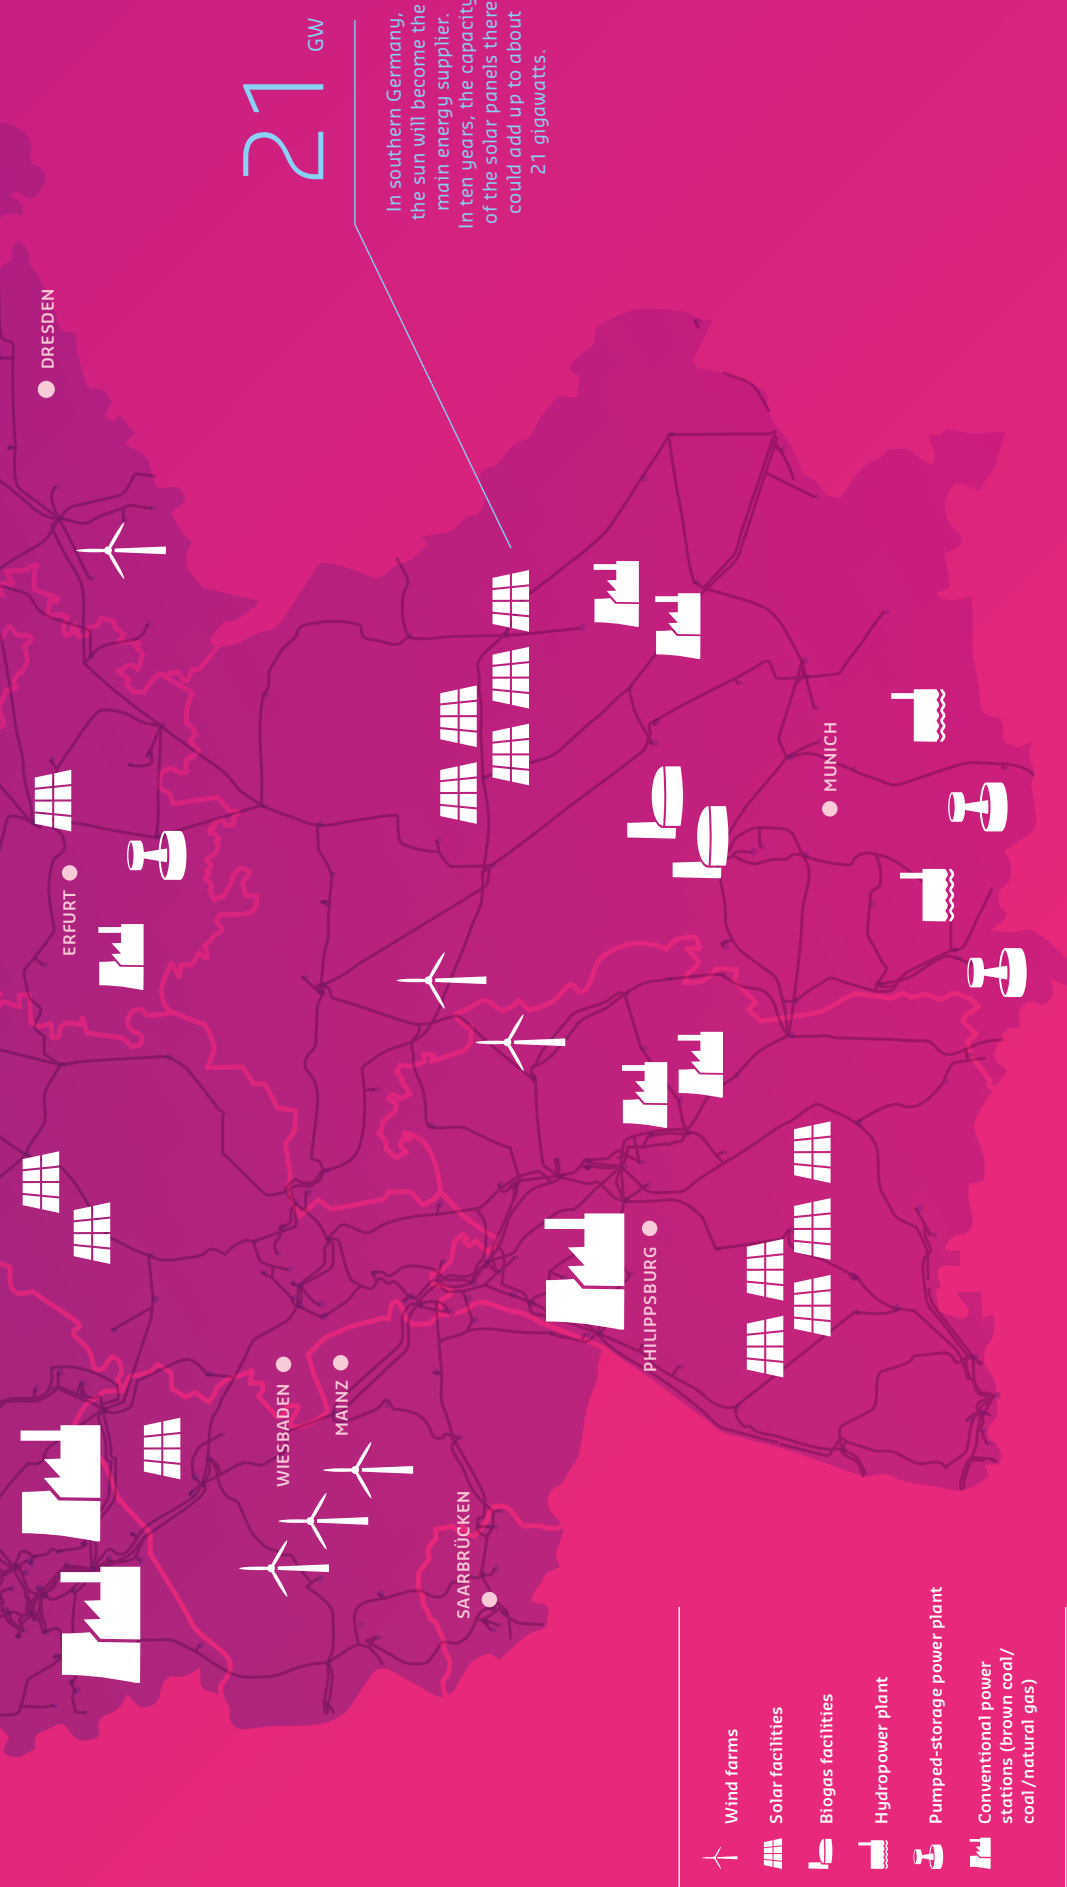 21 GW
In southern Germany,
the sun will become the
main energy supplier.
In ten years, the capacity
of the solar panels there
could add up to about
21 gigawatts.
DRESDEN
ERFURT
WIESBADEN
MAINZ
SAARBRÜCKEN
PHILIPPSBURG
MUNICH
Wind farms
Solar facilities
Biogas facilities
Hydropower plant
Pumped-storage power plant
Conventional power
stations (brown coal/
coal/natural gas)